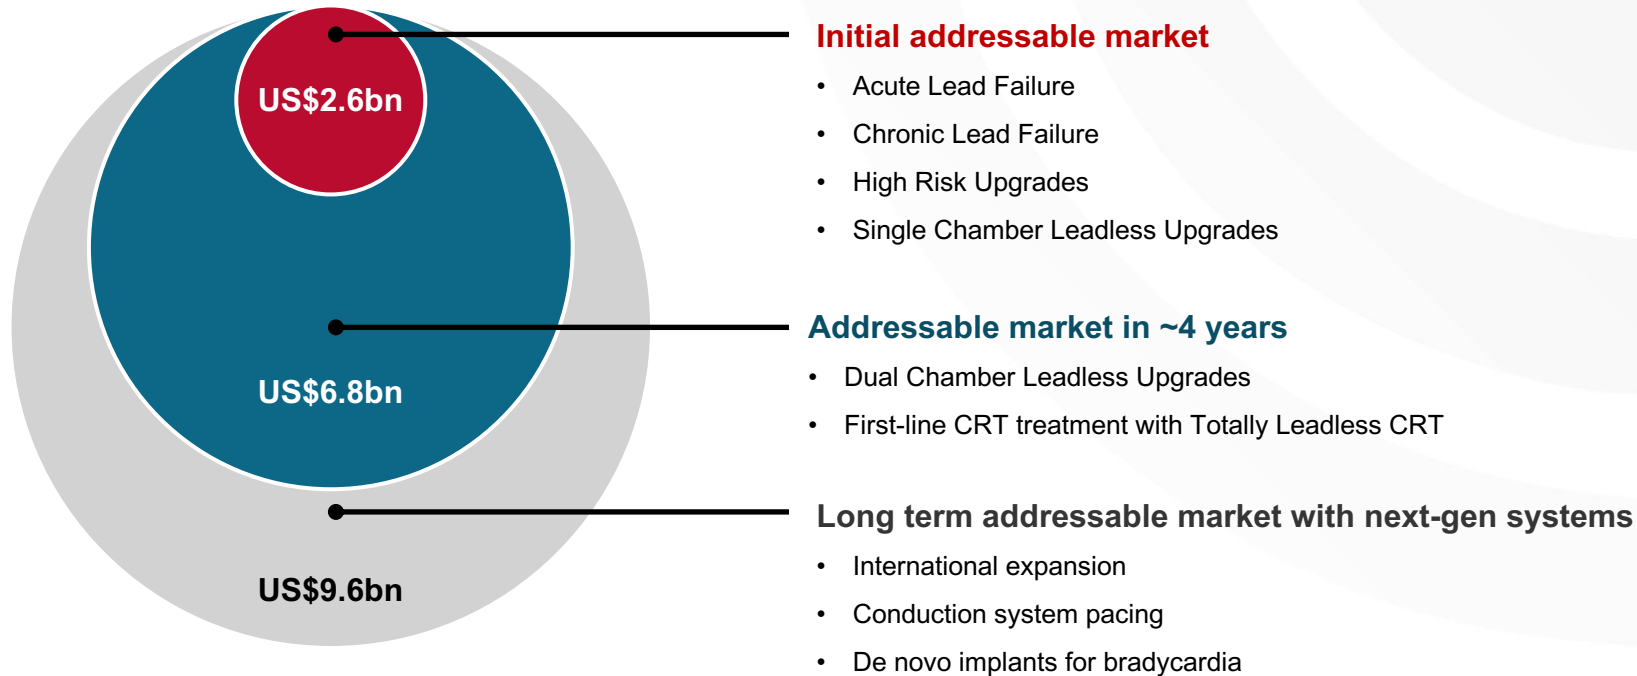 US$2.6bn
US$6.8bn
US$9.6bn
Initial addressable market
• Acute Lead Failure
• Chronic Lead Failure
• High Risk Upgrades
• Single Chamber Leadless Upgrades
Addressable market in ~4 years
• Dual Chamber Leadless Upgrades
• First-line CRT treatment with Totally Leadless CRT
Long term addressable market with next-gen systems
• International expansion
• Conduction system pacing
• De novo implants for bradycardia